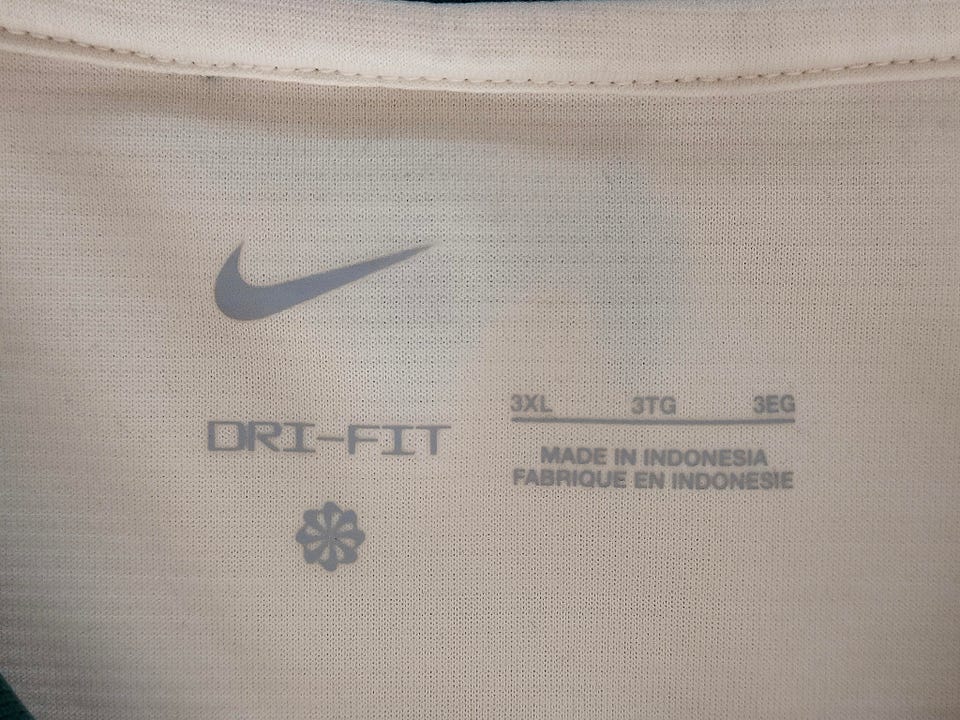 DRI-FIT
3XL 3TG 3EG
MADE IN INDONESIA
FABRIQUE EN INDONESIE